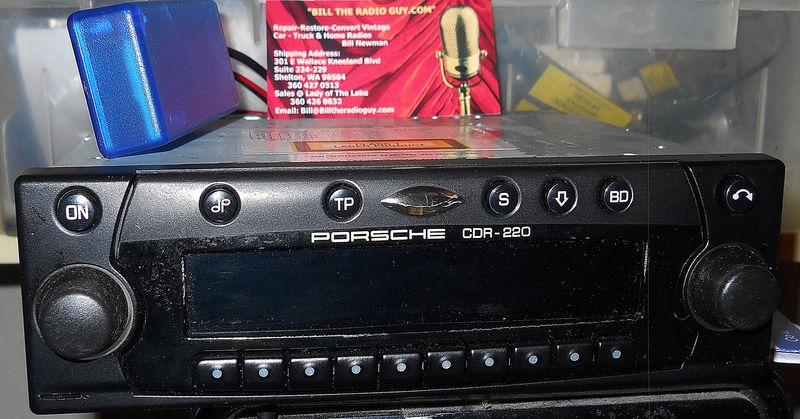 "BILL THE RADIO GUY.COM"
Repair-Restore-Convert Vintage
Car - Truck & Home Radios
Bill Newman
Shipping Address:
301 E Wallace Kneeland Blvd
Suite 224-229
Shelton, WA 98584
360 427 0513
Sales @ Lady of The Lake
360 426 8632
Email: Bill@Billtheradioguy.com
ON
TP
S
BD
PORSCHE CDR-220